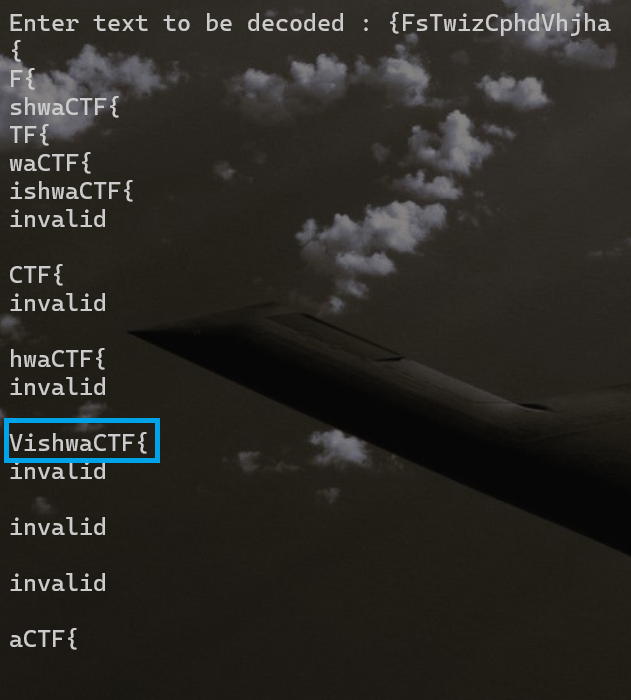 Enter text to be decoded : {FsTwizCphdVhjha
{
F{
shwaCTF{
TF{
waCTF{
ishwaCTF{
invalid
CTF{
invalid
hwaCTF{
invalid
VishwaCTF{
invalid
invalid
invalid
aCTF{